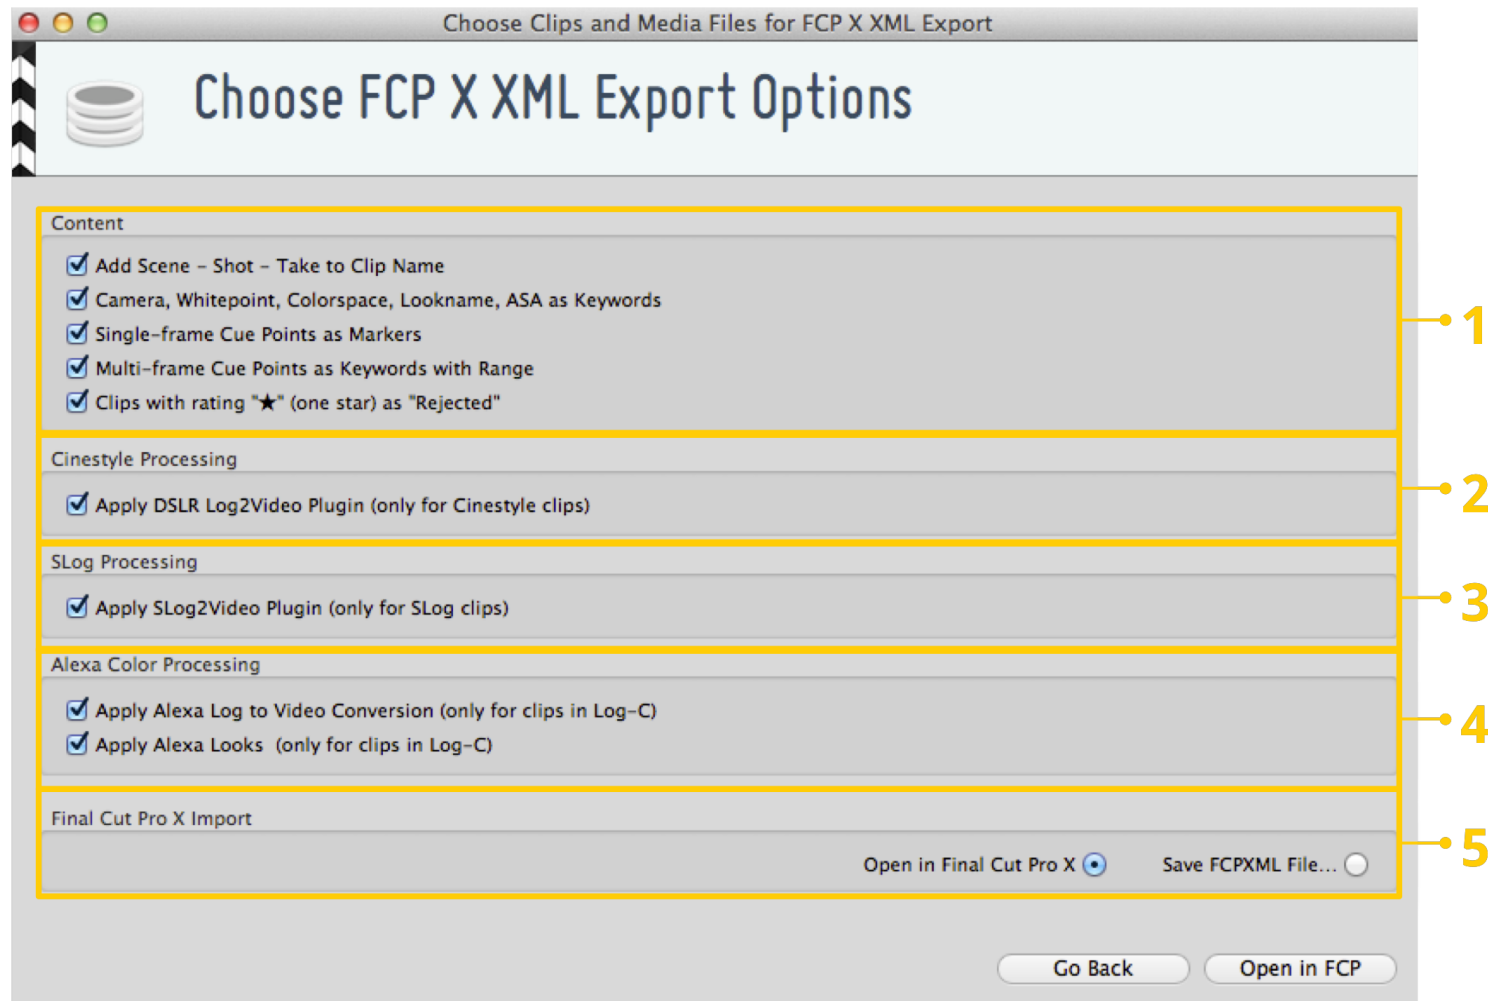 Choose Clips and Media Files for FCP X XML Export
Choose FCP X XML Export Options
Content
Add Scene – Shot – Take to Clip Name
Camera, Whitepoint, Colorspace, Lookname, ASA as Keywords
Single-frame Cue Points as Markers
1
Multi-frame Cue Points as Keywords with Range
Clips with rating "★" (one star) as "Rejected"
Cinestyle Processing
Apply DSLR Log2Video Plugin (only for Cinestyle clips)
2
SLog Processing
Apply SLog2Video Plugin (only for SLog clips)
3
Alexa Color Processing
Apply Alexa Log to Video Conversion (only for clips in Log-C)
Apply Alexa Looks  (only for clips in Log-C)
4
Final Cut Pro X Import
Open in Final Cut Pro X Save FCPXML File...
5
Go Back Open in FCP